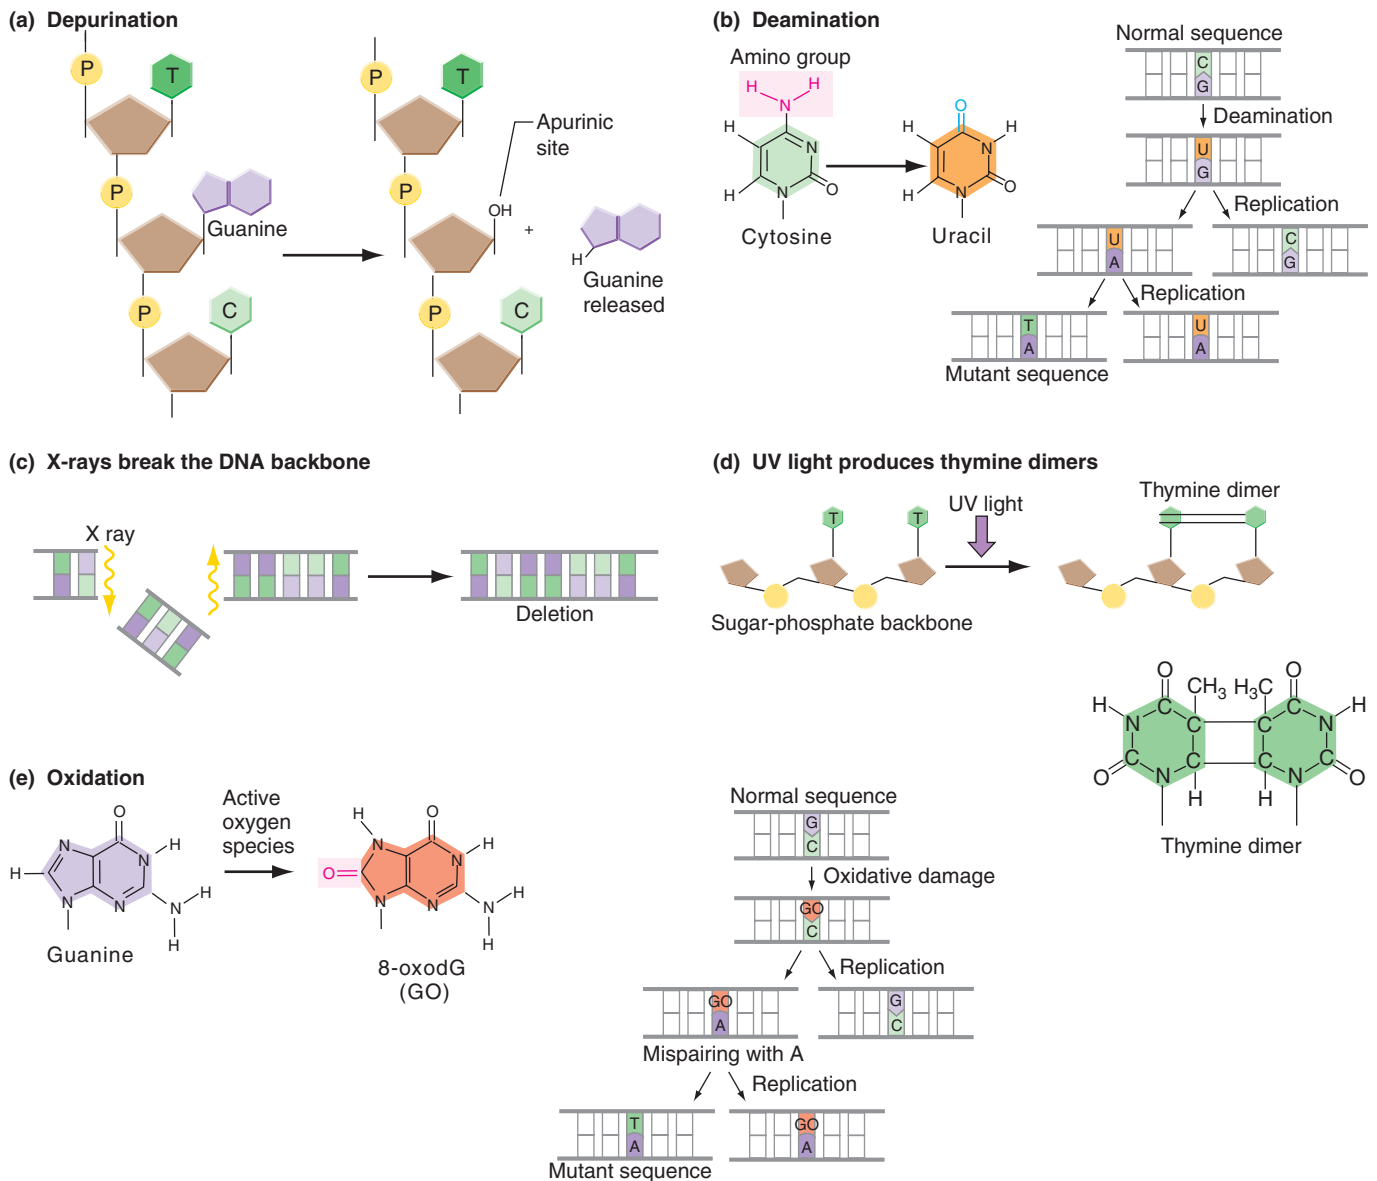 (a) Depurination
P
T
P
Guanine
P
C
P
T
Apurinic
site
P
OH
+
H
Guanine
released
P
C
(b) Deamination
Amino group
H
H
N
H
N
H
N
O
Cytosine
O
H
H
N
H
N
O
Uracil
Normal sequence
C
G
Deamination
U
G
Replication
U
A
C
G
Replication
T
A
U
A
Mutant sequence
(c) X-rays break the DNA backbone
X ray
Deletion
(d) UV light produces thymine dimers
UV light
T
T
Sugar-phosphate backbone
Thymine dimer
O
O
CH3
H3C
H
C
C
H
N
C
C
N
C
C
C
C
O
N
N
O
H
H
Thymine dimer
(e) Oxidation
O
N
N
H
H
N
N
N
H
H
Guanine
Active
oxygen
species
H
O
N
N
H
O
N
N
N
H
H
8-oxodG
(GO)
Normal sequence
G
C
Oxidative damage
GO
C
Replication
GO
A
G
C
Mispairing with A
Replication
T
A
GO
A
Mutant sequence